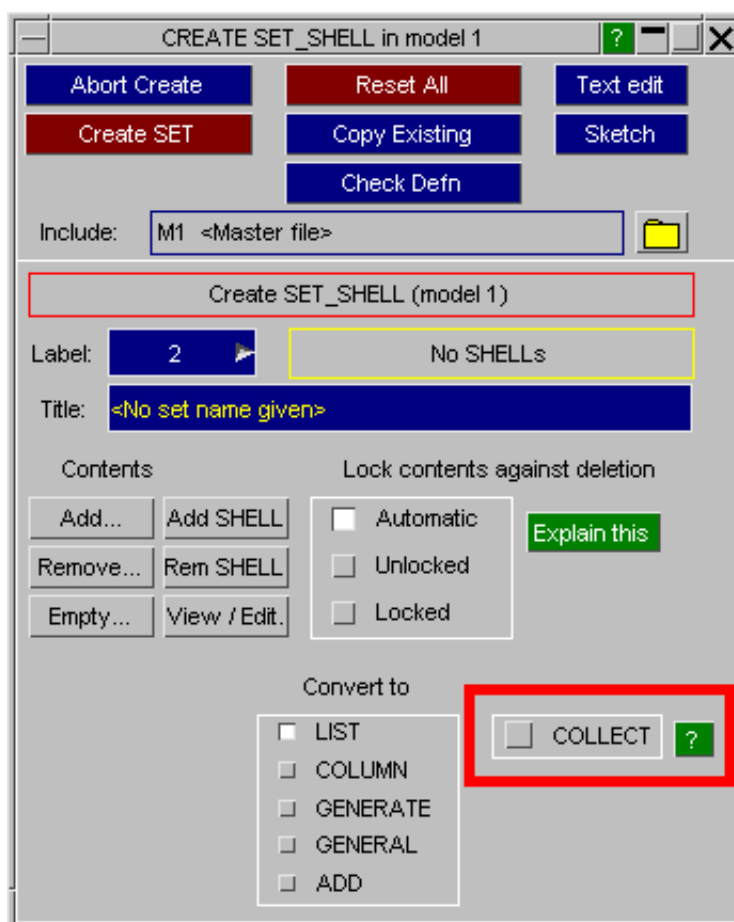 CREATE SET_SHELL in model 1 ?
Abort Create Reset All Text edit
Create SET Copy Existing Sketch
Check Defn
Include: M1 <Master file>
Create SET_SHELL (model 1)
Label: 2 No SHELLs
Title: <No set name given>
Contents Lock contents against deletion
Add... Add SHELL Automatic Explain this
Remove... Rem SHELL Unlocked
Empty... View / Edit. Locked
Convert to
LIST COLLECT ?
COLUMN
GENERATE
GENERAL
ADD